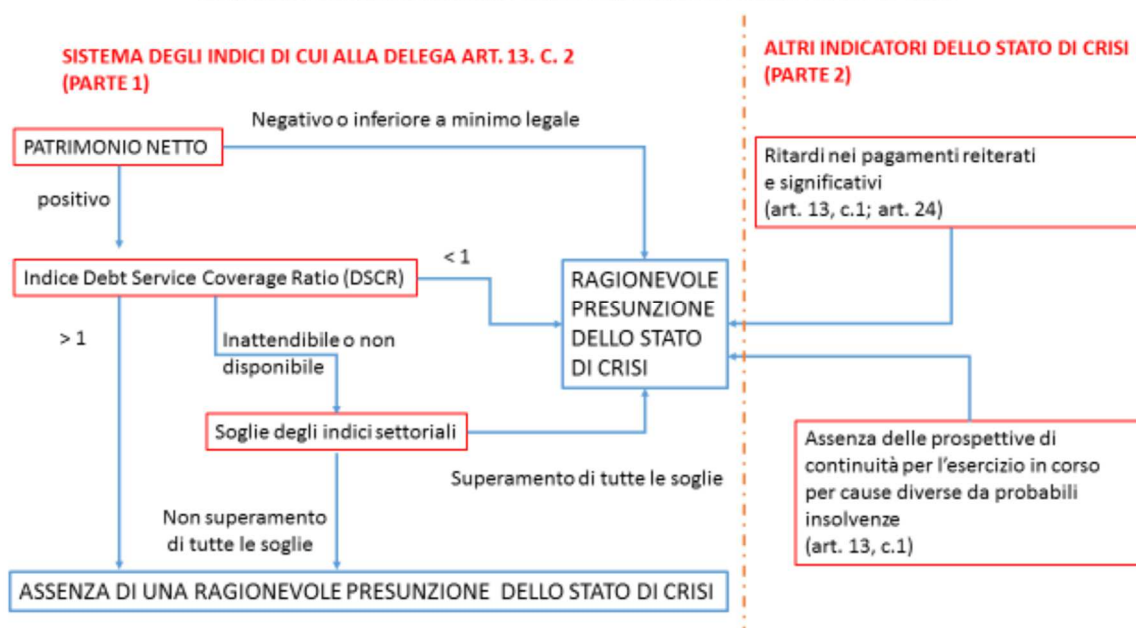 SISTEMA DEGLI INDICI DI CUI ALLA DELEGA ART. 13. C. 2
(PARTE 1)
Negativo o inferiore a minimo legale
PATRIMONIO NETTO
positivo
Indice Debt Service Coverage Ratio (DSCR)
< 1
> 1
Inattendibile o non
disponibile
RAGIONEVOLE
PRESUNZIONE
DELLO STATO
DI CRISI
Soglie degli indici settoriali
Superamento di tutte le soglie
Non superamento
di tutte le soglie
ASSENZA DI UNA RAGIONEVOLE PRESUNZIONE DELLO STATO DI CRISI
ALTRI INDICATORI DELLO STATO DI CRISI
(PARTE 2)
Ritardi nei pagamenti reiterati
e significativi
(art. 13, c.1; art. 24)
Assenza delle prospettive di
continuità per l'esercizio in corso
per cause diverse da probabili
insolvenze
(art. 13, c.1)